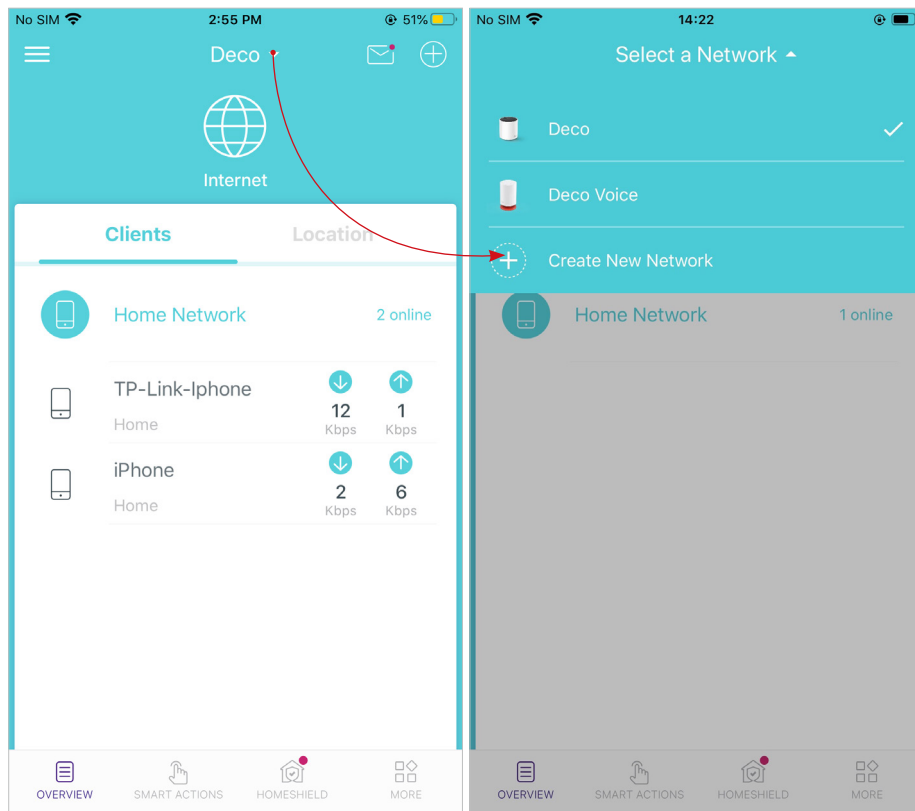 No SIM 2:55 PM 51%
Deco
Internet
Clients Location
Home Network 2 online
TP-Link-Iphone
Home
12 1
Kbps Kbps
iPhone
Home
2 6
Kbps Kbps
OVERVIEW SMART ACTIONS HOMESHIELD MORE
No SIM 14:22
Select a Network
Deco
Deco Voice
Create New Network
Home Network 1 online
OVERVIEW SMART ACTIONS HOMESHIELD MORE